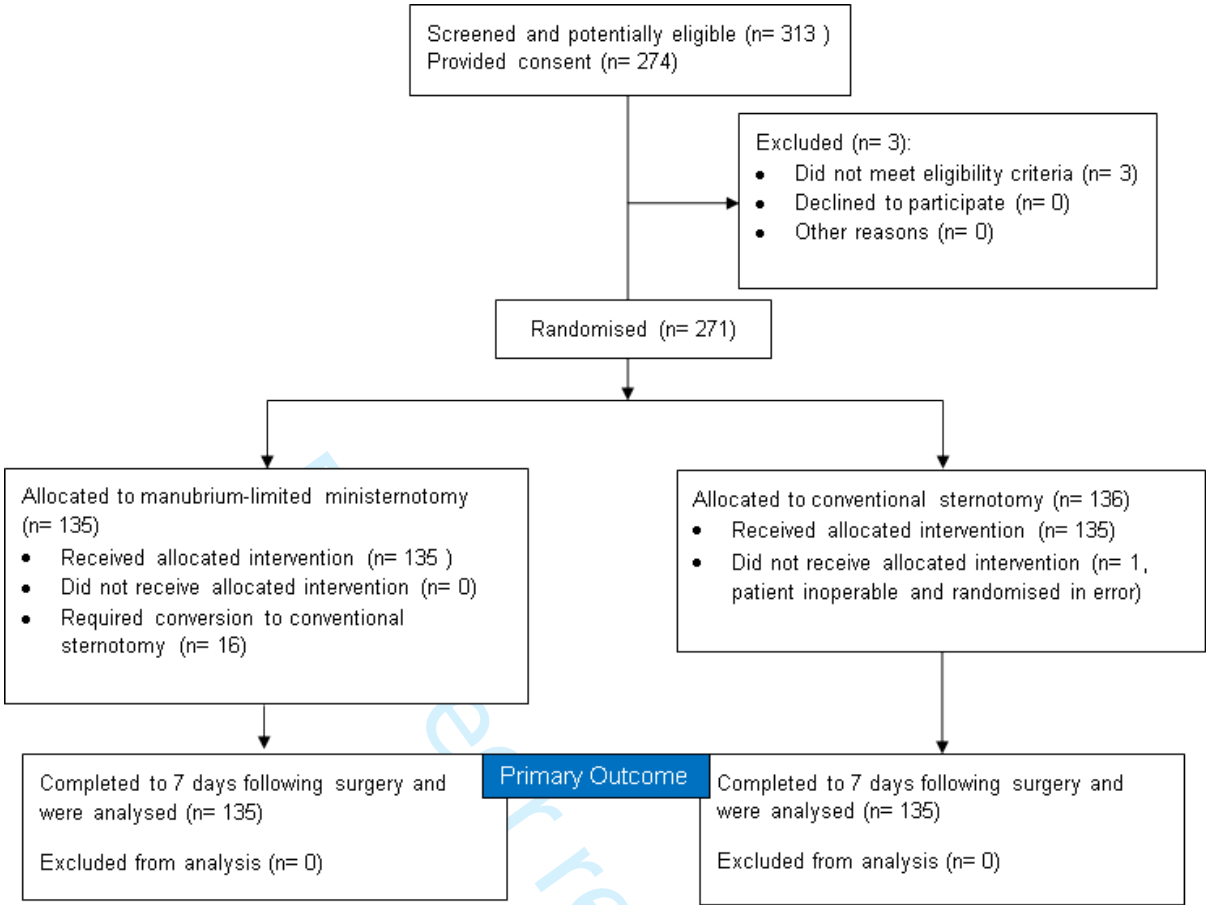 Screened and potentially eligible (n= 313 )
Provided consent (n= 274)
Excluded (n= 3):
• Did not meet eligibility criteria (n= 3)
• Declined to participate (n= 0)
• Other reasons (n= 0)
Randomised (n= 271)
Allocated to manubrium-limited ministernotomy
(n= 135)
• Received allocated intervention (n= 135 )
• Did not receive allocated intervention (n= 0)
• Required conversion to conventional
sternotomy (n= 16)
Allocated to conventional sternotomy (n= 136)
• Received allocated intervention (n= 135)
• Did not receive allocated intervention (n= 1,
patient inoperable and randomised in error)
Primary Outcome
Completed to 7 days following surgery and
were analysed (n= 135)
Excluded from analysis (n= 0)
Completed to 7 days following surgery and
were analysed (n= 135)
Excluded from analysis (n= 0)